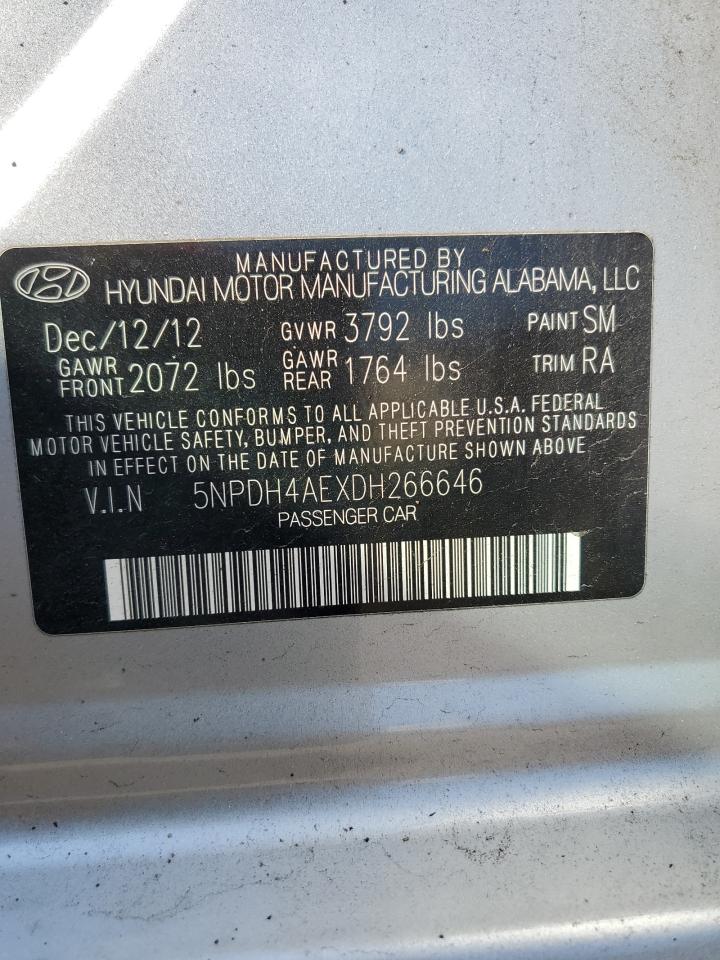 MANUFACTURED BY
HYUNDAI MOTOR MANUFACTURING ALABAMA, LLC
Dec/12/12 GVWR 3792 lbs PAINT SM
GAWR FRONT 2072 lbs GAWR REAR 1764 lbs TRIM RA
THIS VEHICLE CONFORMS TO ALL APPLICABLE U.S.A. FEDERAL
MOTOR VEHICLE SAFETY, BUMPER, AND THEFT PREVENTION STANDARDS
IN EFFECT ON THE DATE OF MANUFACTURE SHOWN ABOVE
V.I.N 5NPDH4AEXDH266646
PASSENGER CAR